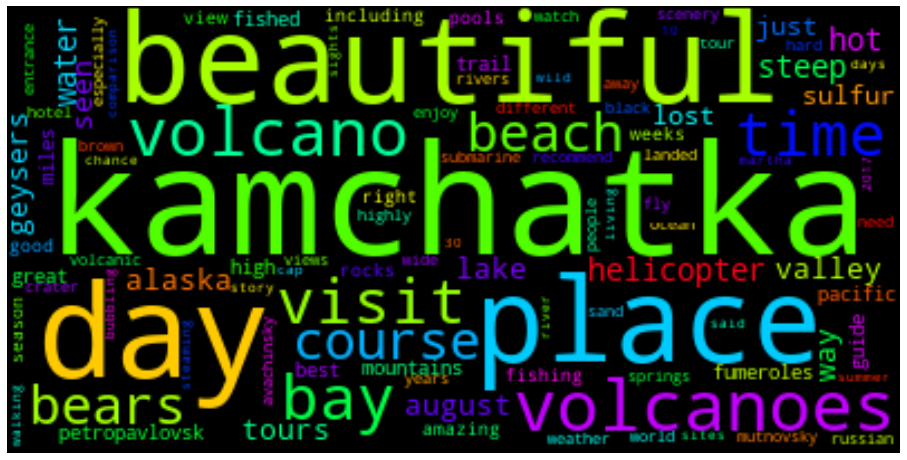 view
fished
including
pools
watch
scenery
just
hot
beautiful
30
tour
hard
steep
days
entrance
especially
water
seen
comparison
sights
trail
rivers
wild
away
sulfur
hotel
volcano
enjoy
different
black
lost
time
geysers
miles
brown
chance
beach
weeks
submarine
recommend
landed
martha
2017
kamchatka
right
highly
people
living
fly
ocean
need
good
volcanic
30
views
cap
rocks
wide
lake
helicopter
valley
great
crater
bubbling
alaska
high
story
pacific
season
day
steaming
avachinsky
visit
course
place
river
sand
said
way
guide
best
mountains
years
fishing
springs
fumeroles
summer
walking
bears
bay
august
volcanoes
petropavlovsk
tours
amazing
weather
world
sites
mutnovsky
russian